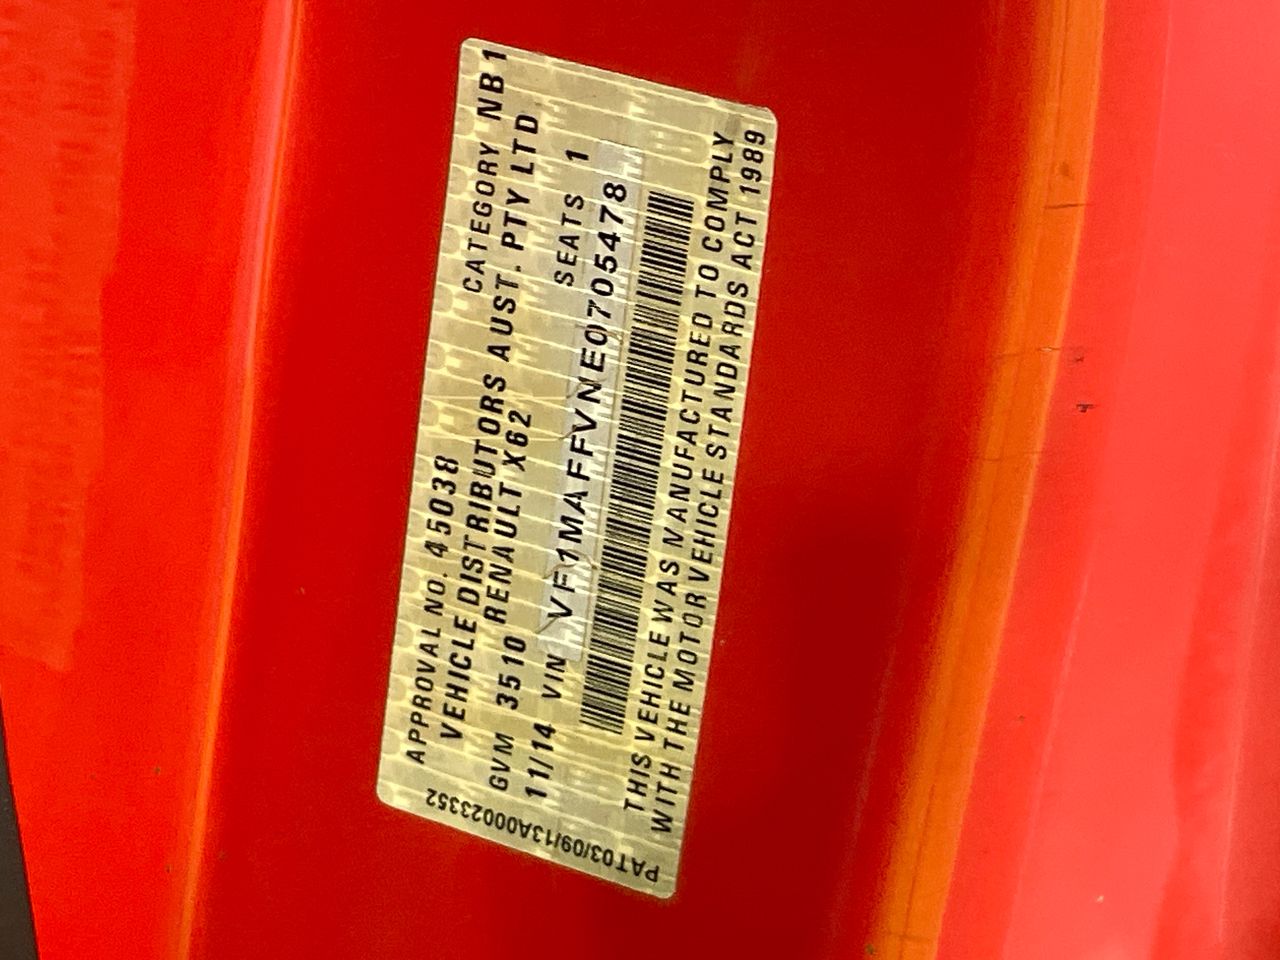 APPROVAL NO. 45038 CATEGORY NB1
VEHICLE DISTRIBUTORS AUST. PTY LTD
GVM 3510 RENAULT X62
11/14 VIN VF1MAFFVNE0705478 SEATS 1
THIS VEHICLE WAS MANUFACTURED TO COMPLY
WITH THE MOTOR VEHICLE STANDARDS ACT 1989
PAT03/09/13A00023352